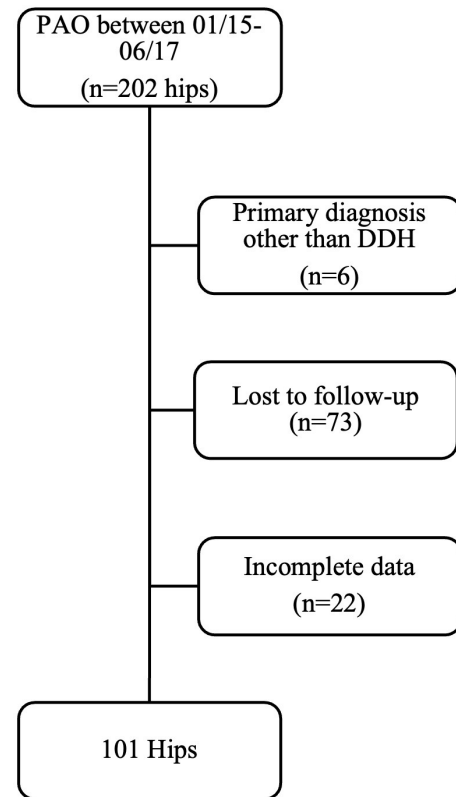 PAO between 01/15-
06/17
(n=202 hips)
Primary diagnosis
other than DDH
(n=6)
Lost to follow-up
(n=73)
Incomplete data
(n=22)
101 Hips